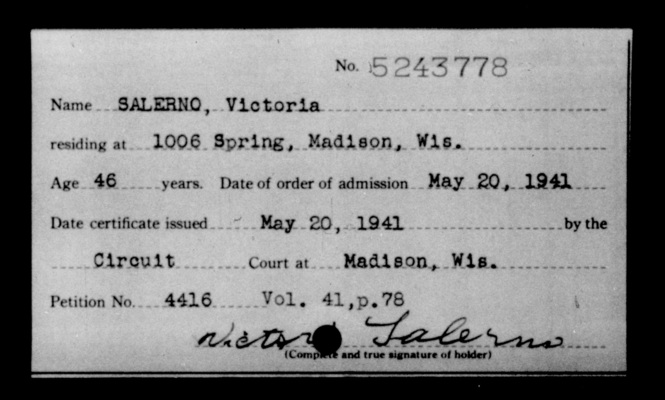 No. 5243778
Name SALERNO, Victoria
residing at 1006 Spring, Madison, Wis.
Age 46 years. Date of order of admission May 20, 1941
Date certificate issued May 20, 1941 by the
Circuit Court at Madison, Wis.
Petition No. 4416 Vol. 41,p.78
Salerno
(Complete and true signature of holder)